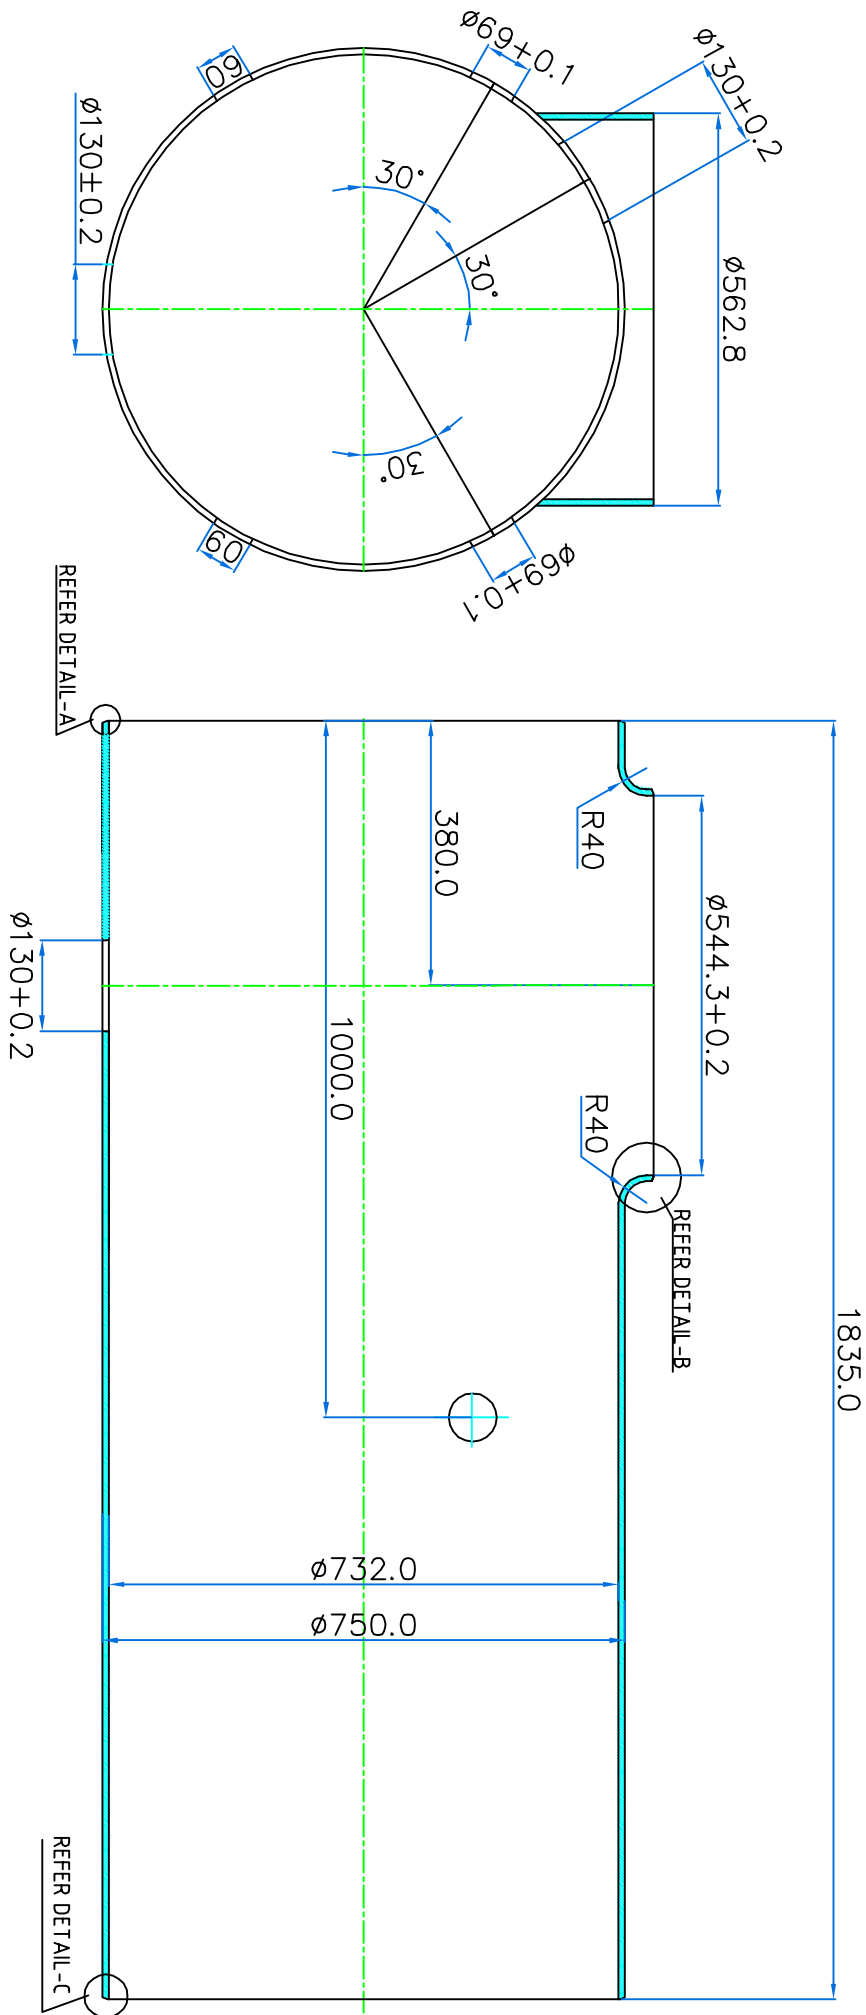 Ø69+0.1
Ø130+0.2
60
Ø130±0.2
30°
30°
30°
Ø562.8
60
Ø69+0.1
REFER DETAIL-A
R40
380.0
Ø544.3+0.2
Ø130+0.2
1000.0
R40
REFER DETAIL-B
1835.0
Ø732.0
Ø750.0
REFER DETAIL-C